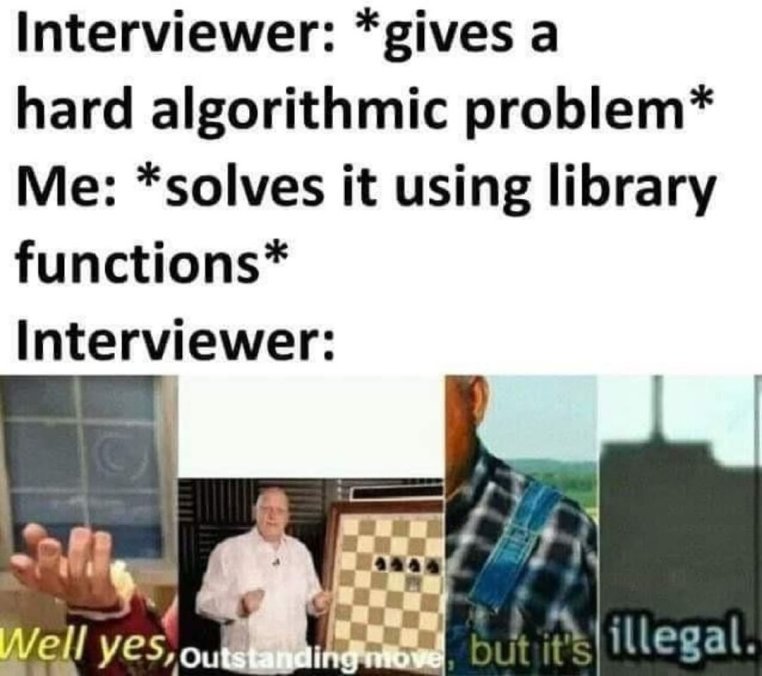 Interviewer: *gives a
hard algorithmic problem*
Me: *solves it using library
functions*
Interviewer:
Well yes, Outstanding move, but it's illegal.